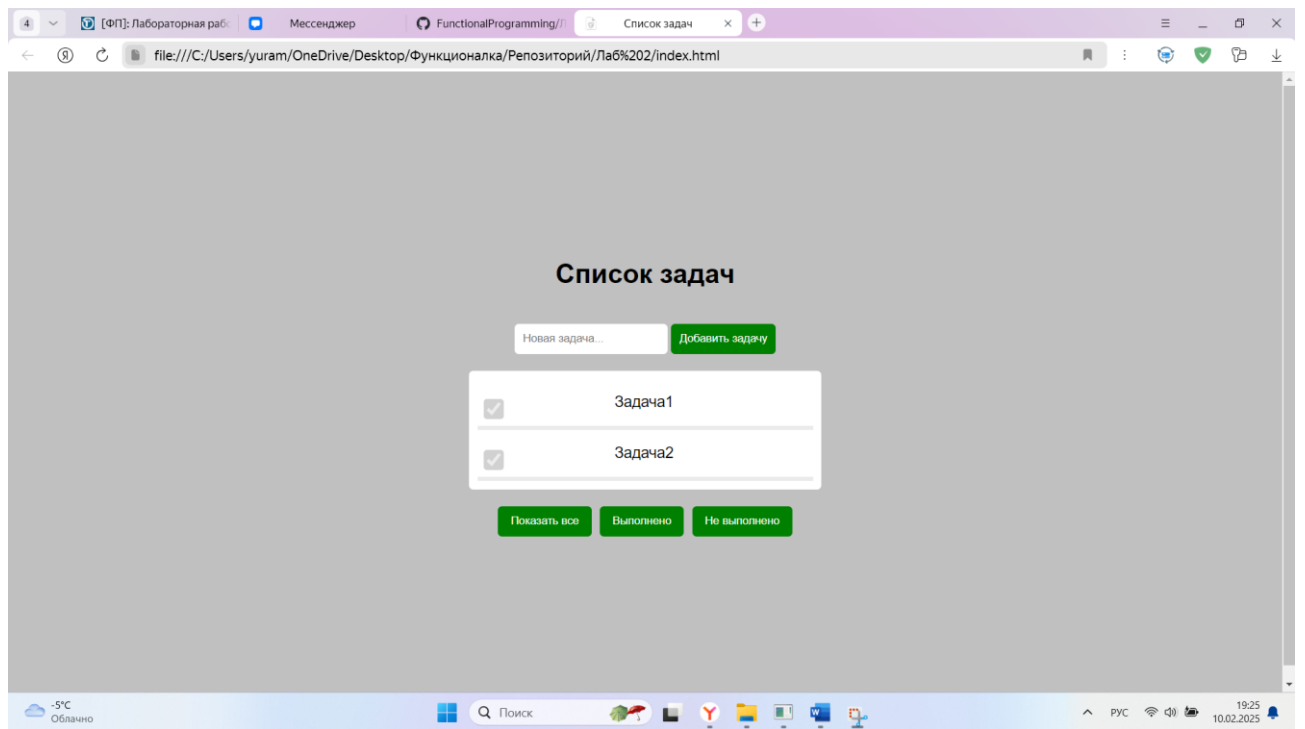 4
[ФП]: Лабораторная рабо
Мессенджер
FunctionalProgramming/Л
Список задач
file:///C:/Users/yuram/OneDrive/Desktop/Функционалка/Репозиторий/Лаб%202/index.html
Список задач
Новая задача...
Добавить задачу
Задача1
Задача2
Показать все
Выполнено
Не выполнено
-5°C
Облачно
Поиск
РУС
19:25
10.02.2025